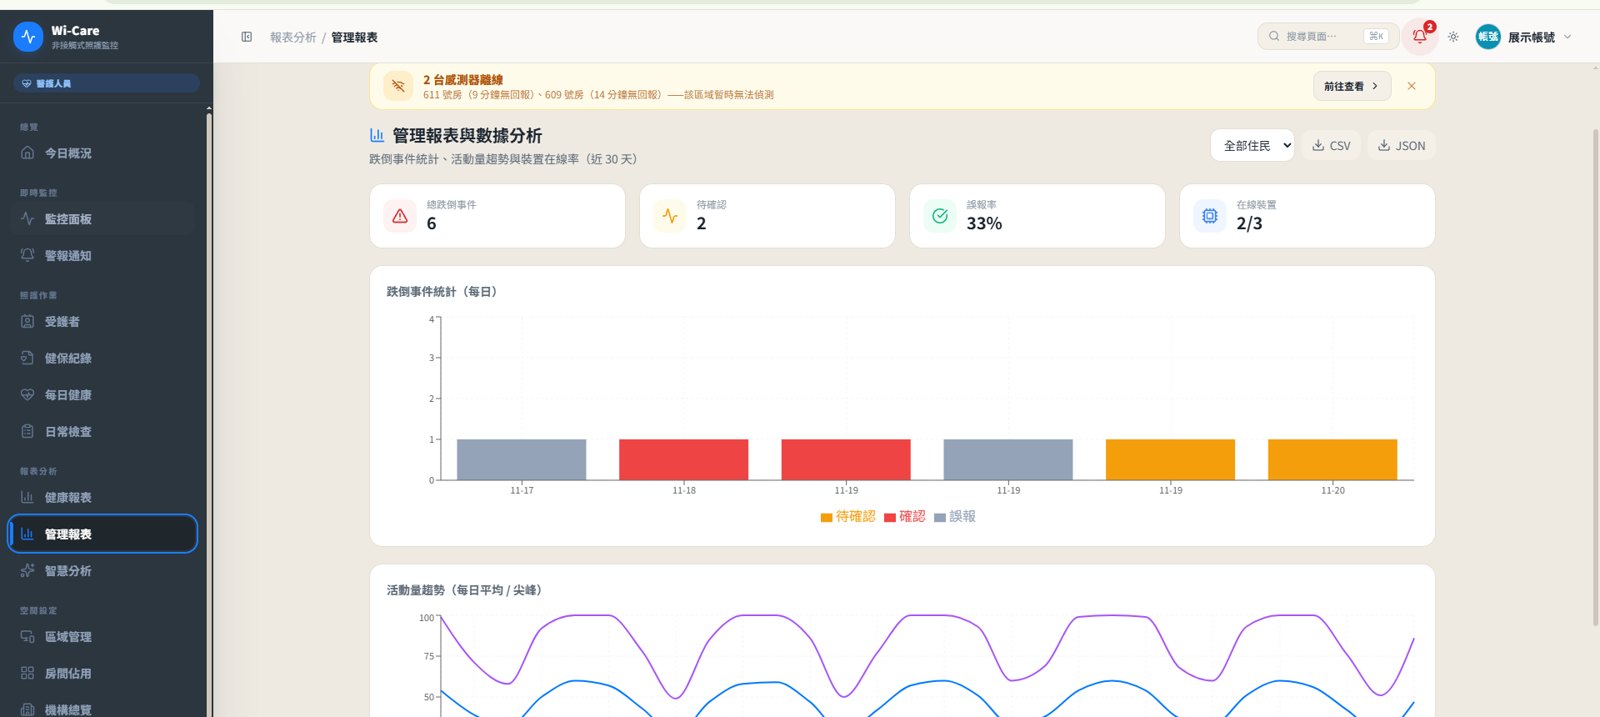 Wi-Care
非接觸式照護監控
醫護人員
總覽
今日概況
即時監控
監控面板
警報通知
照護作業
受護者
健保紀錄
每日健康
日常檢查
報表分析
健康報表
管理報表
智慧分析
空間設定
區域管理
房間佔用
機構總覽
報表分析 / 管理報表
搜尋頁面… ⌘K
2
帳號 展示帳號
2 台感測器離線
611 號房（9 分鐘無回報）、609 號房（14 分鐘無回報）——該區域暫時無法偵測
前往查看
管理報表與數據分析
跌倒事件統計、活動量趨勢與裝置在線率（近 30 天）
全部住民
CSV
JSON
總跌倒事件
6
待確認
2
誤報率
33%
在線裝置
2/3
跌倒事件統計（每日）
4
3
2
1
0
11-17 11-18 11-19 11-19 11-19 11-20
待確認 確認 誤報
活動量趨勢（每日平均 / 尖峰）
100
75
50